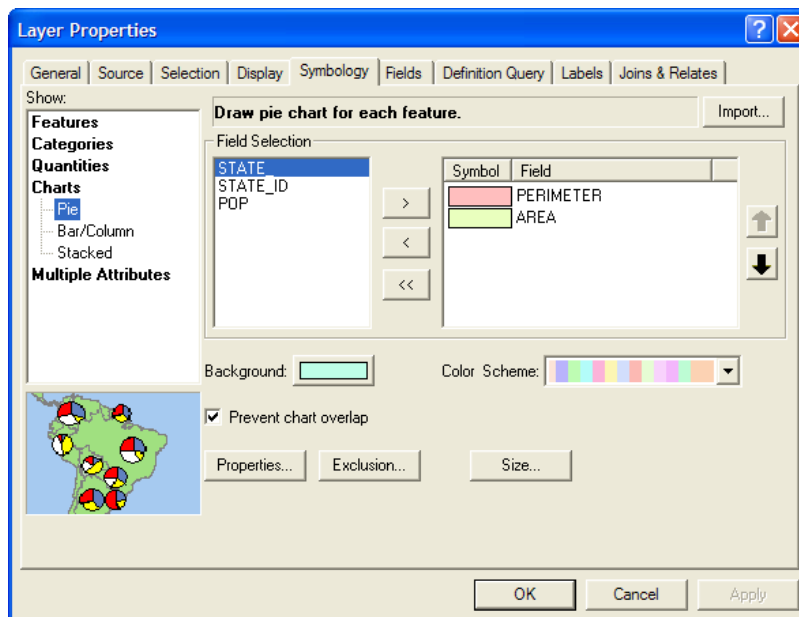 Layer Properties
General Source Selection Display Symbology Fields Definition Query Labels Joins & Relates
Show:
Features
Categories
Quantities
Charts
Pie
Bar/Column
Stacked
Multiple Attributes
Draw pie chart for each feature.
Import...
Field Selection
STATE
STATE_ID
POP
>
<
<<
Symbol Field
PERIMETER
AREA
Background:
Color Scheme:
Prevent chart overlap
Properties... Exclusion... Size...
OK Cancel Apply